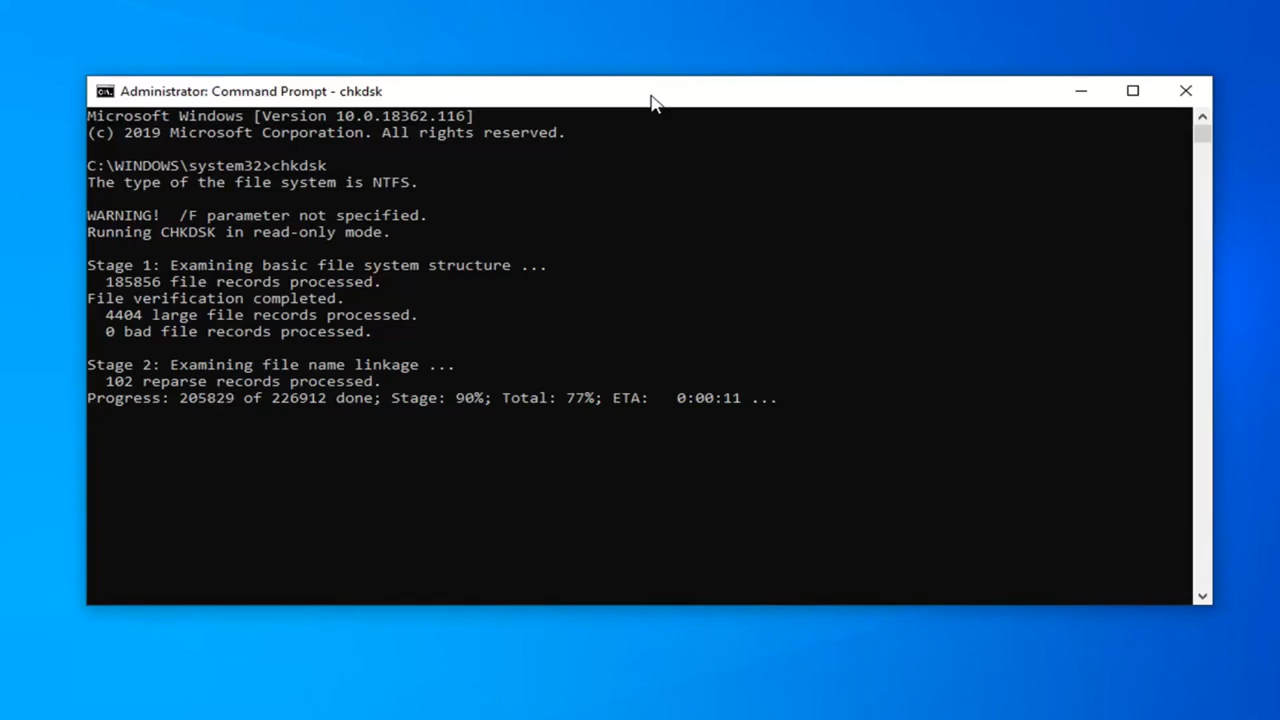 Administrator: Command Prompt - chkdsk
Microsoft Windows [Version 10.0.18362.116]
(c) 2019 Microsoft Corporation. All rights reserved.
C:\WINDOWS\system32>chkdsk
The type of the file system is NTFS.
WARNING!  /F parameter not specified.
Running CHKDSK in read-only mode.
Stage 1: Examining basic file system structure ...
  185856 file records processed.
File verification completed.
  4404 large file records processed.
  0 bad file records processed.
Stage 2: Examining file name linkage ...
  102 reparse records processed.
Progress: 205829 of 226912 done; Stage: 90%; Total: 77%; ETA:   0:00:11 ...